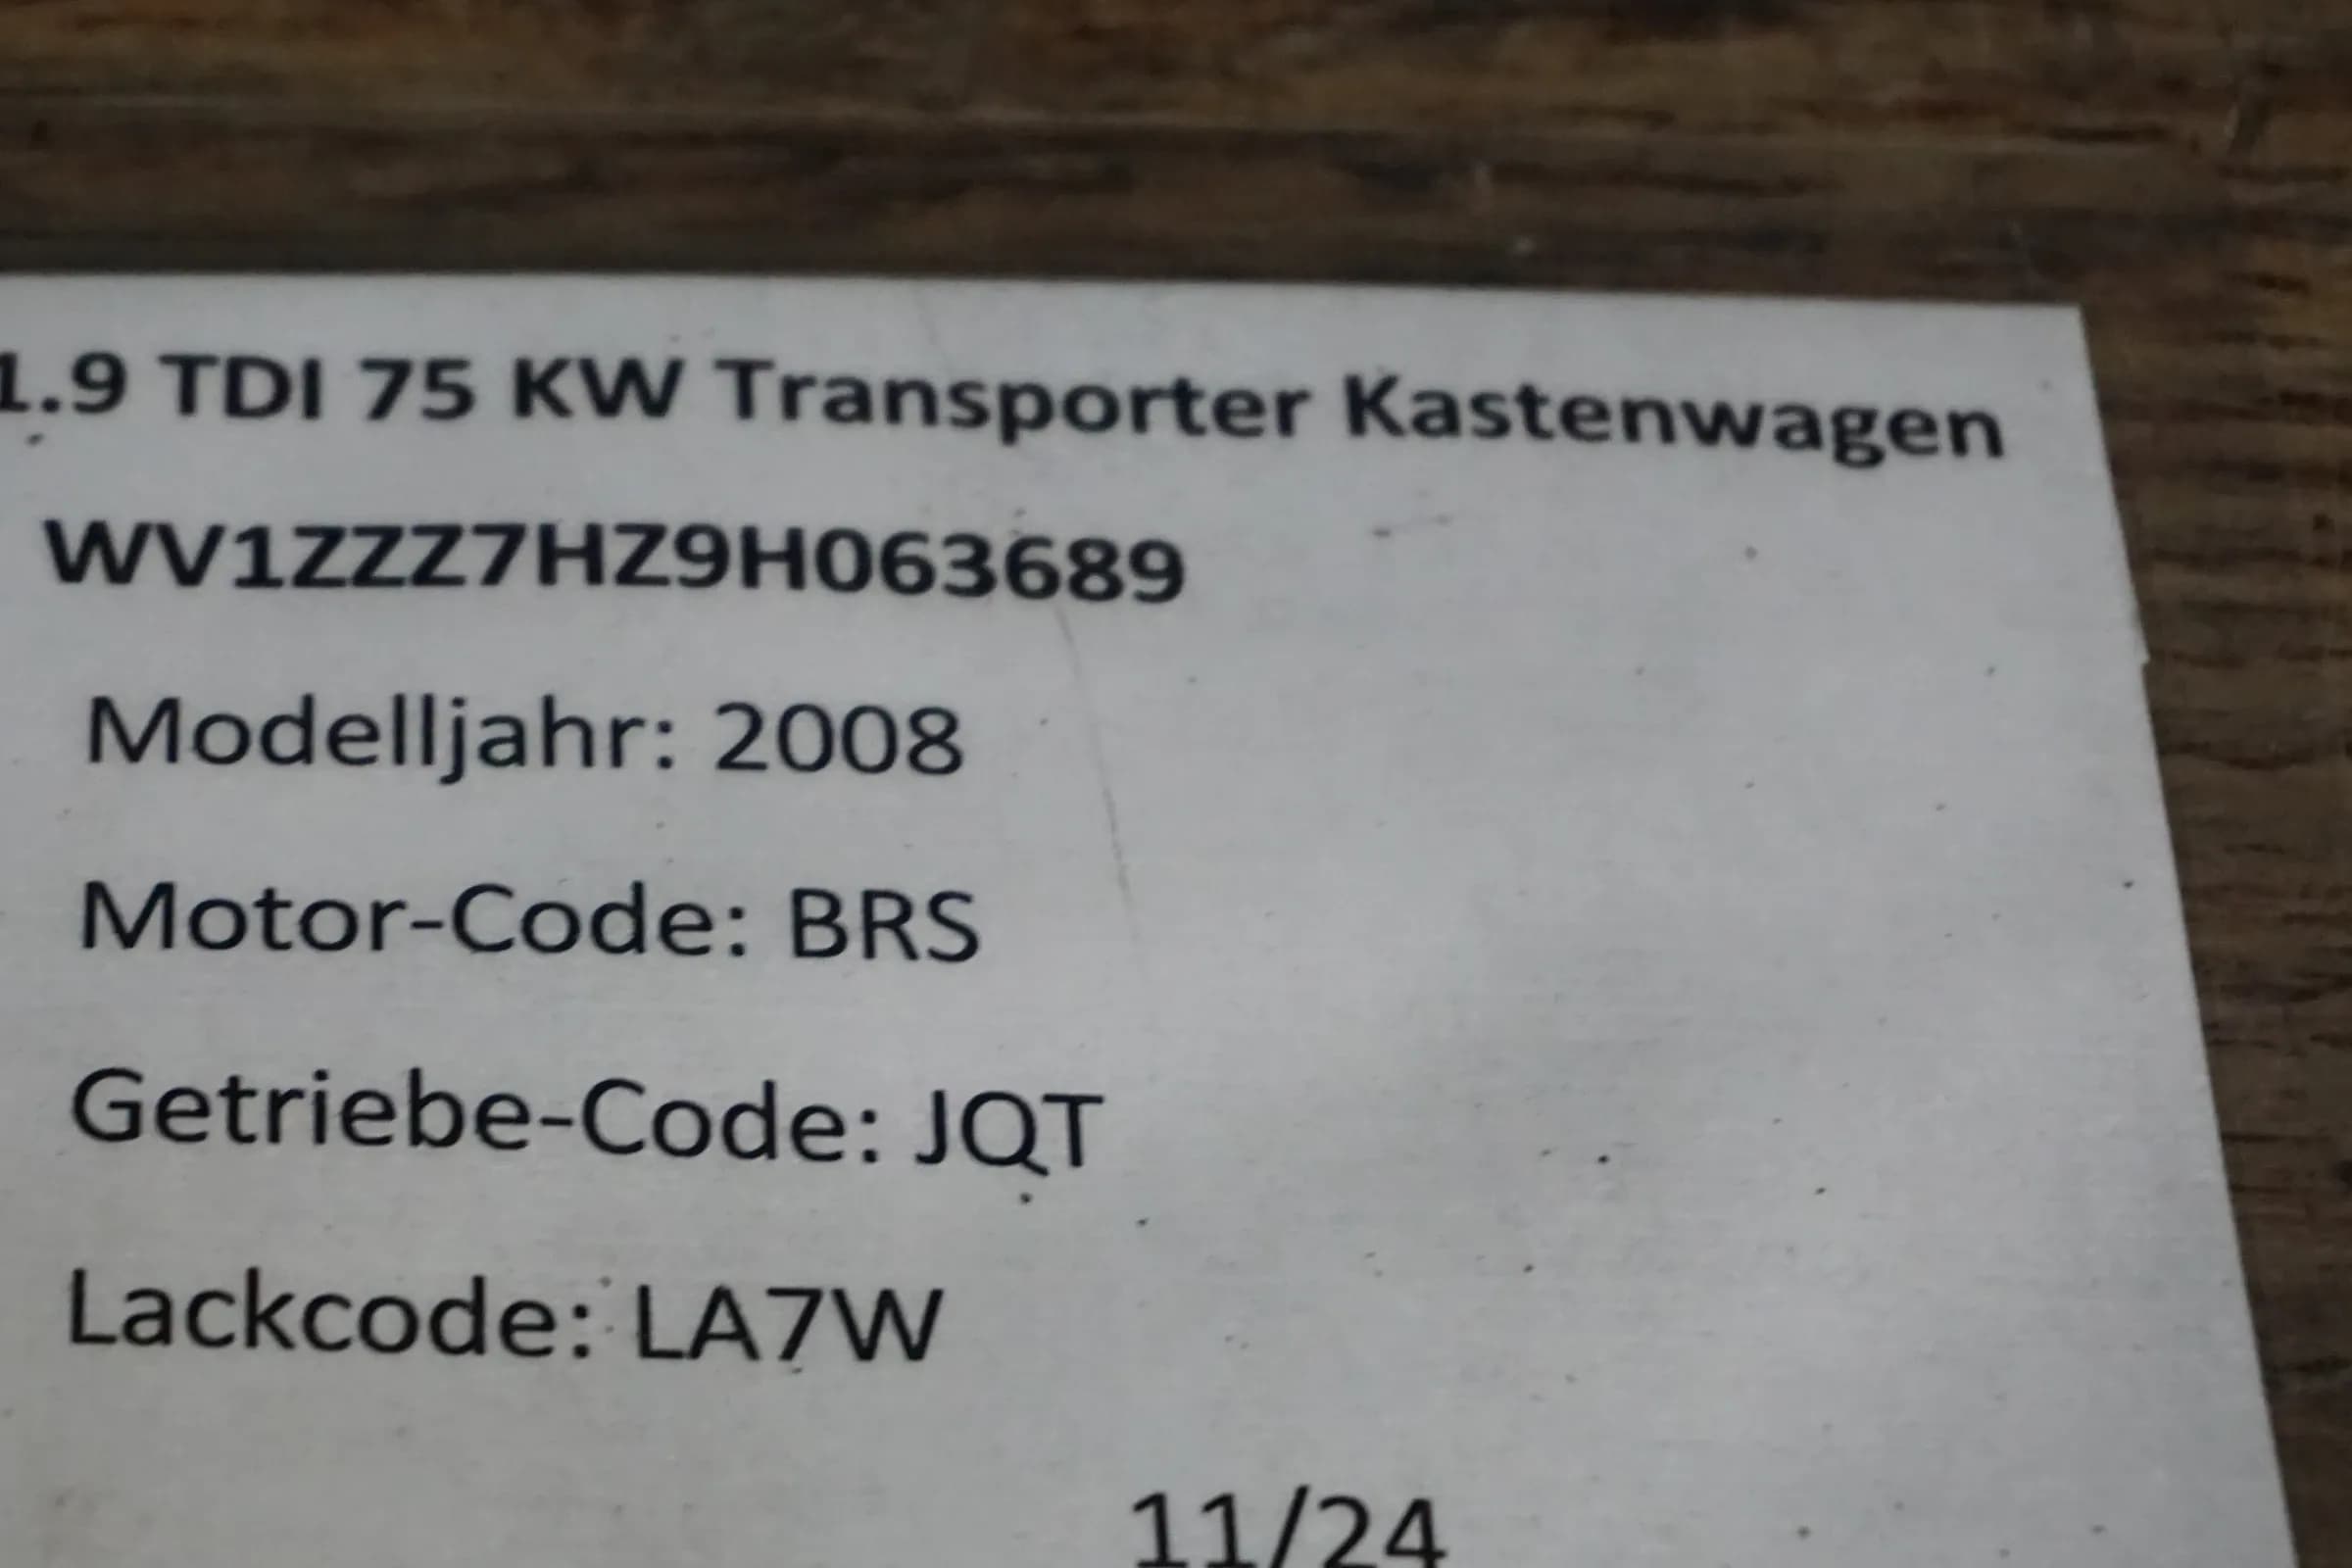 1.9 TDI 75 KW Transporter Kastenwagen
WV1ZZZ7HZ9H063689
Modelljahr: 2008
Motor-Code: BRS
Getriebe-Code: JQT
Lackcode: LA7W
11/24